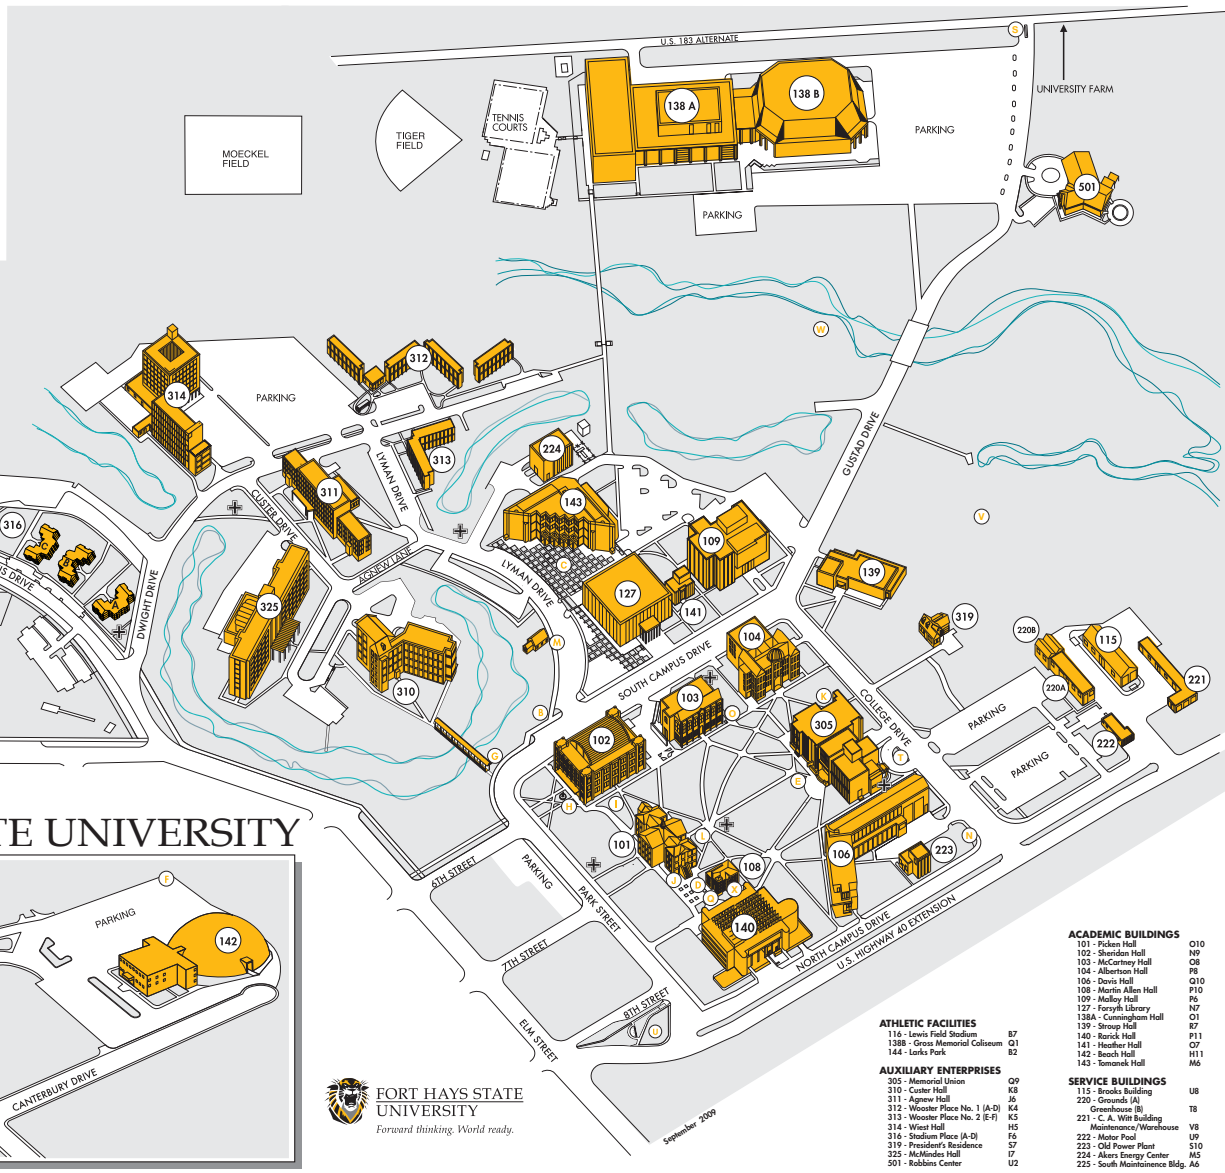 U.S. 183 ALTERNATE
S
UNIVERSITY FARM
138 A
138 B
PARKING
TENNIS
COURTS
TIGER
FIELD
MOECKEL
FIELD
501
PARKING
W
312
314
PARKING
GUSTAD DRIVE
LYMAN DRIVE
313
224
311
143
CUSTER DRIVE
V
316
109
C
AGNEW LANE
LYMAN DRIVE
139
C
B
A
DWIGHT DRIVE
S DRIVE
325
127
141
319
104
M
220B
115
SOUTH CAMPUS DRIVE
310
103
K
220A
221
B
O
305
COLLEGE DRIVE
PARKING
102
222
G
T
PARKING
E
H
I
TE UNIVERSITY
101
L
N
106
223
6TH STREET
PARKING
108
J
D
X
Q
PARK STREET
F
PARKING
140
142
7TH STREET
NORTH CAMPUS DRIVE
U.S. HIGHWAY 40 EXTENSION
8TH STREET
U
ELM STREET
CANTERBURY DRIVE
FORT HAYS STATE
UNIVERSITY
Forward thinking. World ready.
September 2009
ATHLETIC FACILITIES
116 - Lewis Field Stadium B7
138B - Gross Memorial Coliseum Q1
144 - Larks Park B2
AUXILIARY ENTERPRISES
305 - Memorial Union Q9
310 - Custer Hall K8
311 - Agnew Hall J6
312 - Wooster Place No. 1 (A-D) K4
313 - Wooster Place No. 2 (E-F) K5
314 - Wiest Hall H5
316 - Stadium Place (A-D) F6
319 - President's Residence S7
325 - McMindes Hall I7
501 - Robbins Center U2
ACADEMIC BUILDINGS
101 - Picken Hall O10
102 - Sheridan Hall N9
103 - McCartney Hall O8
104 - Albertson Hall P8
106 - Davis Hall Q10
108 - Martin Allen Hall P10
109 - Malloy Hall P6
127 - Forsyth Library N7
138A - Cunningham Hall O1
139 - Stroup Hall R7
140 - Rarick Hall P11
141 - Heather Hall O7
142 - Beach Hall H11
143 - Tomanek Hall M6
SERVICE BUILDINGS
115 - Brooks Building U8
220 - Grounds (A)
Greenhouse (B) T8
221 - C. A. Witt Building
Maintenance/Warehouse V8
222 - Motor Pool U9
223 - Old Power Plant S10
224 - Akers Energy Center M5
225 - South Maintainence Bldg. A6